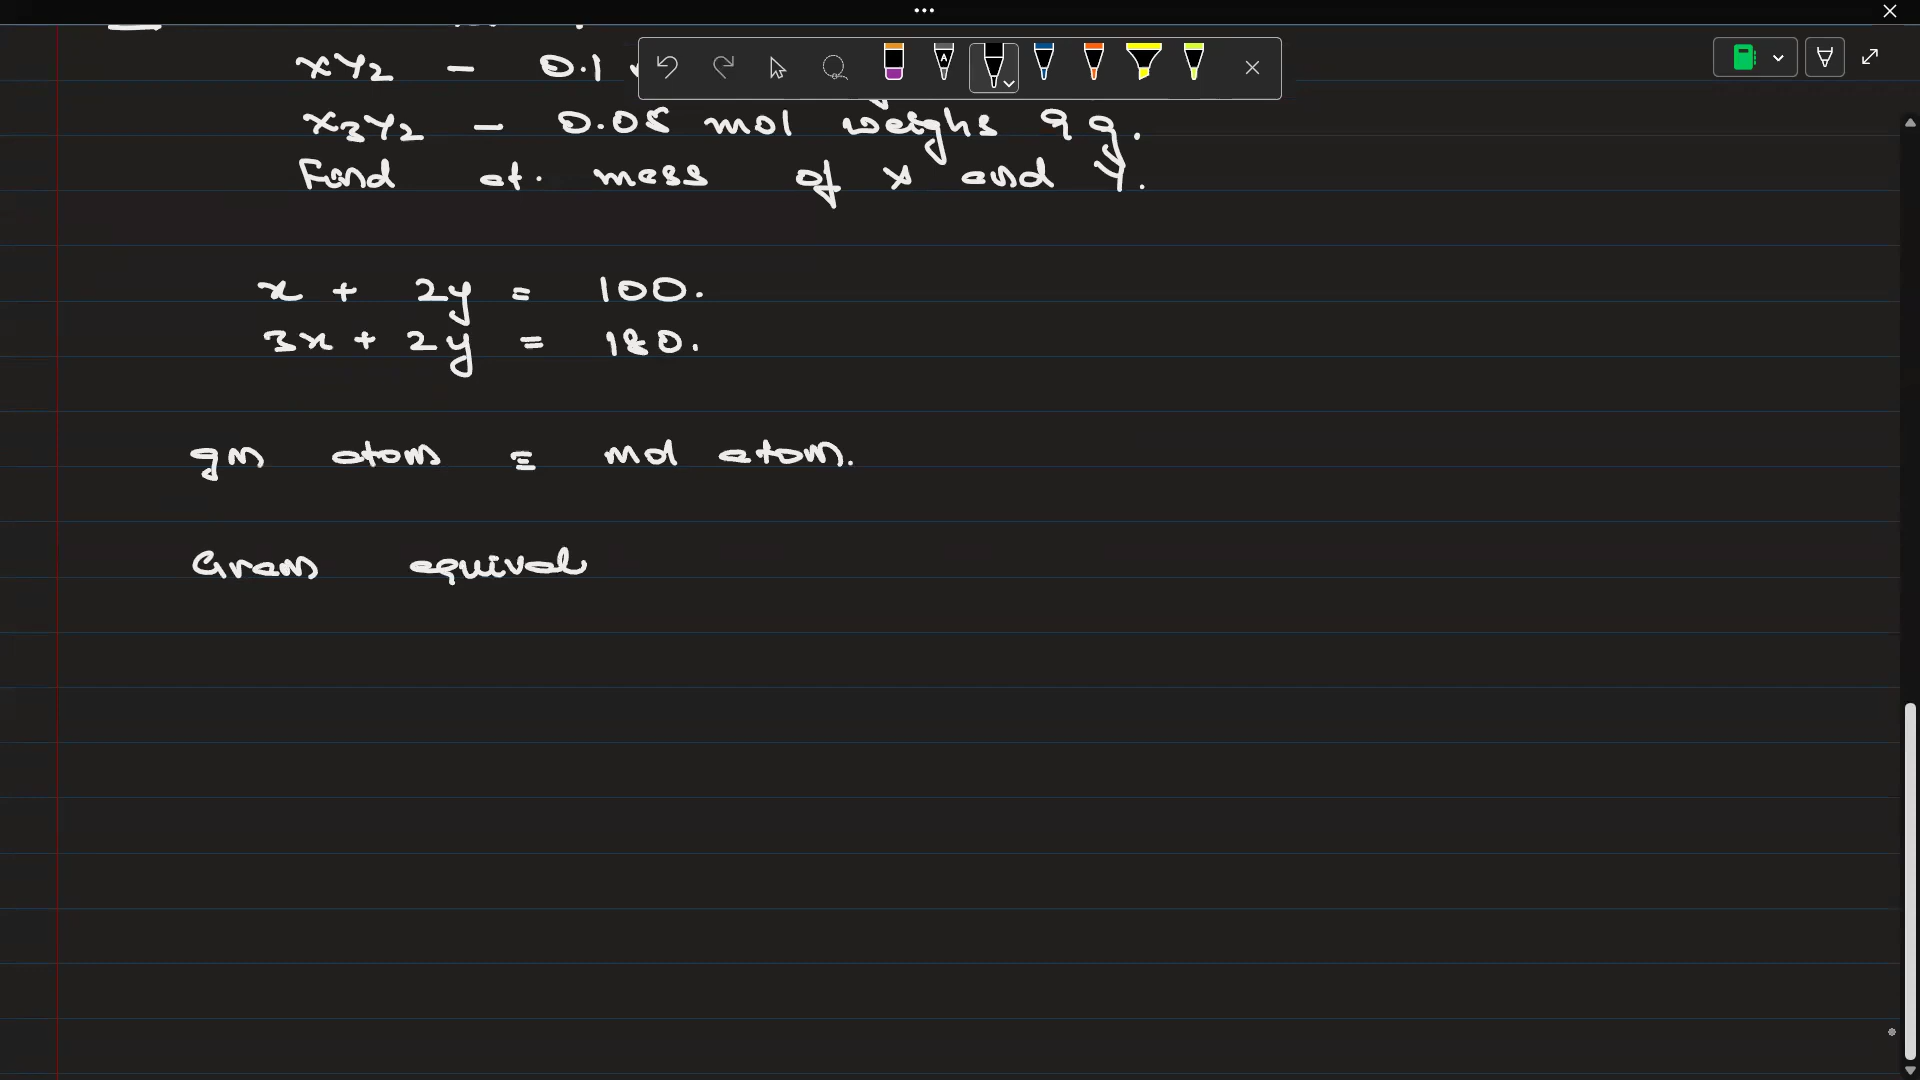 XY2 - 0.1
X3Y2 - 0.05 mol weighs 9 g.
Find at. mass of X and Y.
x + 2y = 100.
3x + 2y = 180.
gm atom ≡ mol atom.
Gram equival